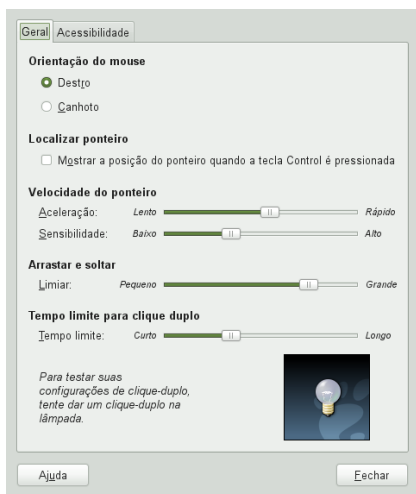 Geral Acessibilidade
Orientação do mouse
Destro
Canhoto
Localizar ponteiro
Mostrar a posição do ponteiro quando a tecla Control é pressionada
Velocidade do ponteiro
Aceleração: Lento Rápido
Sensibilidade: Baixo Alto
Arrastar e soltar
Limiar: Pequeno Grande
Tempo limite para clique duplo
Tempo limite: Curto Longo
Para testar suas
configurações de clique-duplo,
tente dar um clique-duplo na
lâmpada.
Ajuda Fechar